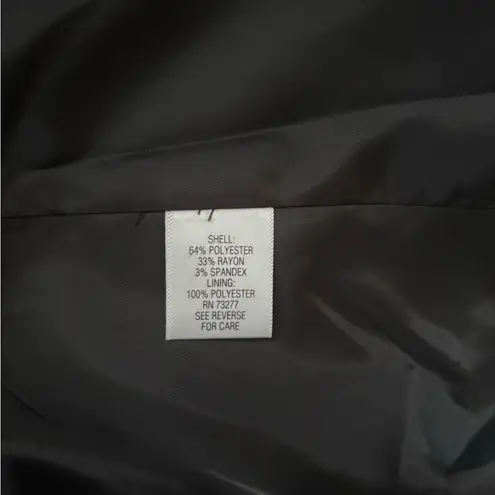 SHELL:
64% POLYESTER
33% RAYON
3% SPANDEX
LINING:
100% POLYESTER
RN 73277
SEE REVERSE
FOR CARE